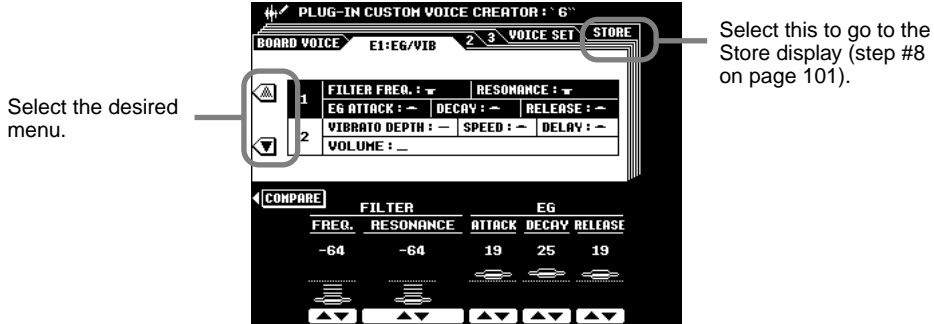 PLUG-IN CUSTOM VOICE CREATOR : `6``
BOARD VOICE E1:EG/VIB 2 3 VOICE SET STORE
1 FILTER FREQ. : RESONANCE :
EG ATTACK : DECAY : RELEASE :
2 VIBRATO DEPTH : SPEED : DELAY :
VOLUME :
COMPARE
FILTER EG
FREQ. RESONANCE ATTACK DECAY RELEASE
-64 -64 19 25 19
Select the desired
menu.
Select this to go to the
Store display (step #8
on page 101).